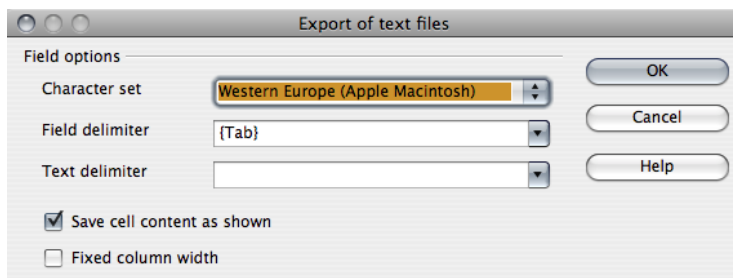 Export of text files
Field options
OK
Character set
Western Europe (Apple Macintosh)
Cancel
Field delimiter
{Tab}
Help
Text delimiter
Save cell content as shown
Fixed column width